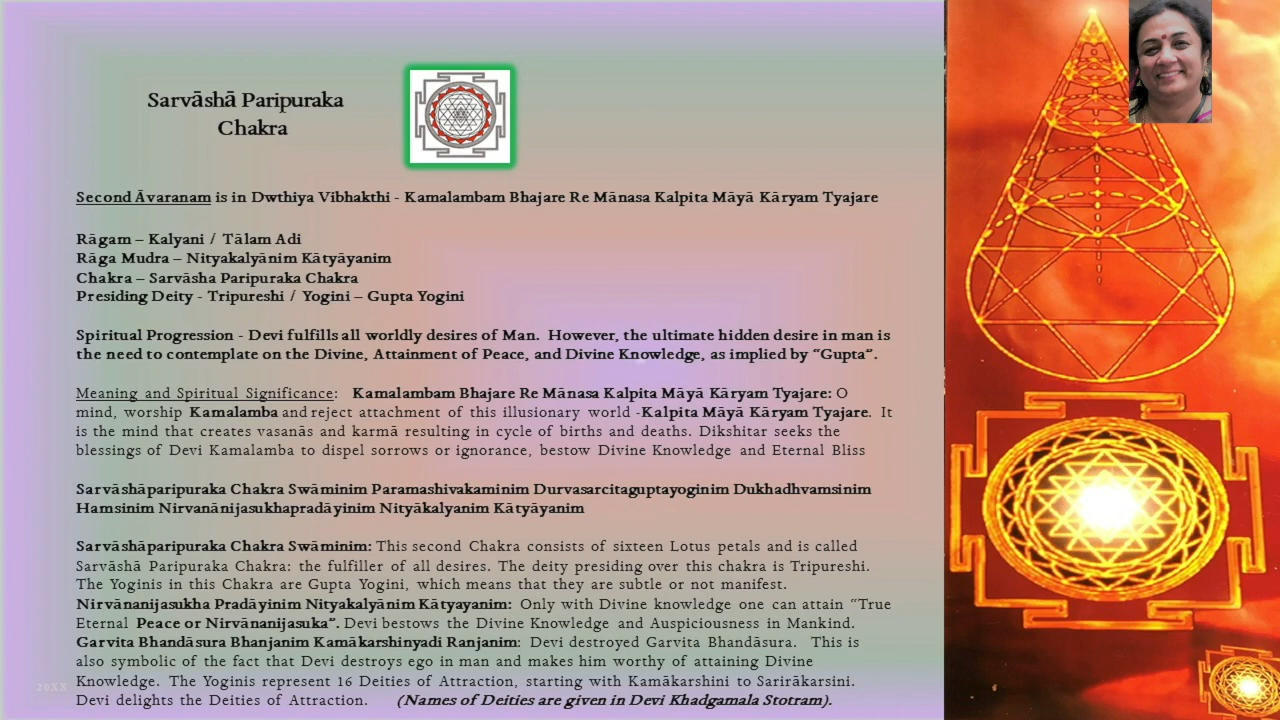 Sarvāshā Paripuraka
Chakra
Second Āvaranam is in Dwthiya Vibhakthi - Kamalambam Bhajare Re Mānasa Kalpita Māyā Kāryam Tyajare
Rāgam – Kalyani / Tālam Adi
Rāga Mudra – Nityakalyānim Kātyāyanim
Chakra – Sarvāsha Paripuraka Chakra
Presiding Deity - Tripureshi / Yogini – Gupta Yogini
Spiritual Progression - Devi fulfills all worldly desires of Man. However, the ultimate hidden desire in man is
the need to contemplate on the Divine, Attainment of Peace, and Divine Knowledge, as implied by “Gupta”.
Meaning and Spiritual Significance: Kamalambam Bhajare Re Mānasa Kalpita Māyā Kāryam Tyajare: O
mind, worship Kamalamba and reject attachment of this illusionary world -Kalpita Māyā Kāryam Tyajare. It
is the mind that creates vasanās and karma resulting in cycle of births and deaths. Dikshitar seeks the
blessings of Devi Kamalamba to dispel sorrows or ignorance, bestow Divine Knowledge and Eternal Bliss
Sarvāshāparipuraka Chakra Swāminim Paramashivakaminim Durvasarcitaguptayoginim Dukhadhvamsinim
Hamsinim Nirvanānijasukhapradāyinim Nityākalyanim Kātyāyanim
Sarvāshāparipuraka Chakra Swāminim: This second Chakra consists of sixteen Lotus petals and is called
Sarvāshā Paripuraka Chakra: the fulfiller of all desires. The deity presiding over this chakra is Tripureshi.
The Yoginis in this Chakra are Gupta Yogini, which means that they are subtle or not manifest.
Nirvānanijasukha Pradāyinim Nityakalyānim Kātyayanim: Only with Divine knowledge one can attain “True
Eternal Peace or Nirvānanijasuka”. Devi bestows the Divine Knowledge and Auspiciousness in Mankind.
Garvita Bhandāsura Bhanjanim Kamākarshinyadi Ranjanim: Devi destroyed Garvita Bhandāsura. This is
also symbolic of the fact that Devi destroys ego in man and makes him worthy of attaining Divine
Knowledge. The Yoginis represent 16 Deities of Attraction, starting with Kamākarshini to Sarirākarsini.
Devi delights the Deities of Attraction. (Names of Deities are given in Devi Khadgamala Stotram).
20XX